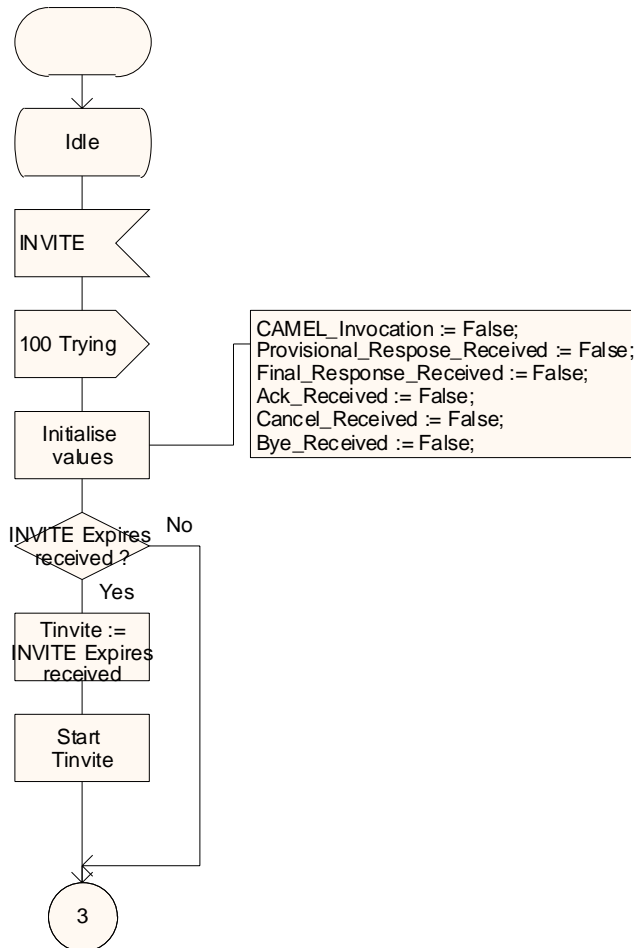 Idle
INVITE
100 Trying
CAMEL_Invocation := False;
Provisional_Respose_Received := False;
Final_Response_Received := False;
Ack_Received := False;
Cancel_Received := False;
Bye_Received := False;
Initialise
values
INVITE Expires
received ?
No
Yes
Tinvite :=
INVITE Expires
received
Start
Tinvite
3